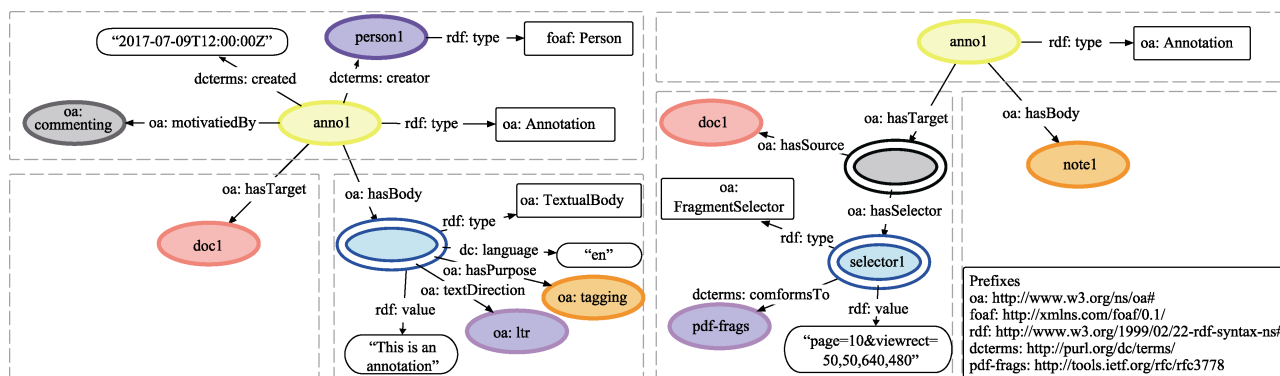 “2017-07-09T12:00:00Z”
person1
rdf: type
foaf: Person
dcterms: created
dcterms: creator
oa:
commenting
oa: motivatiedBy
anno1
rdf: type
oa: Annotation
oa: hasTarget
oa: hasBody
doc1
rdf: type
oa: TextualBody
dc: language
“en”
oa: hasPurpose
oa: textDirection
oa: tagging
rdf: value
oa: ltr
“This is an
annotation”
anno1
rdf: type
oa: Annotation
oa: hasTarget
oa: hasBody
doc1
oa: hasSource
note1
oa:
FragmentSelector
oa: hasSelector
rdf: type
selector1
dcterms: comformsTo
rdf: value
pdf-frags
“page=10&viewrect=
50,50,640,480”
Prefixes
oa: http://www.w3.org/ns/oa#
foaf: http://xmlns.com/foaf/0.1/
rdf: http://www.w3.org/1999/02/22-rdf-syntax-ns#
dcterms: http://purl.org/dc/terms/
pdf-frags: http://tools.ietf.org/rfc/rfc3778